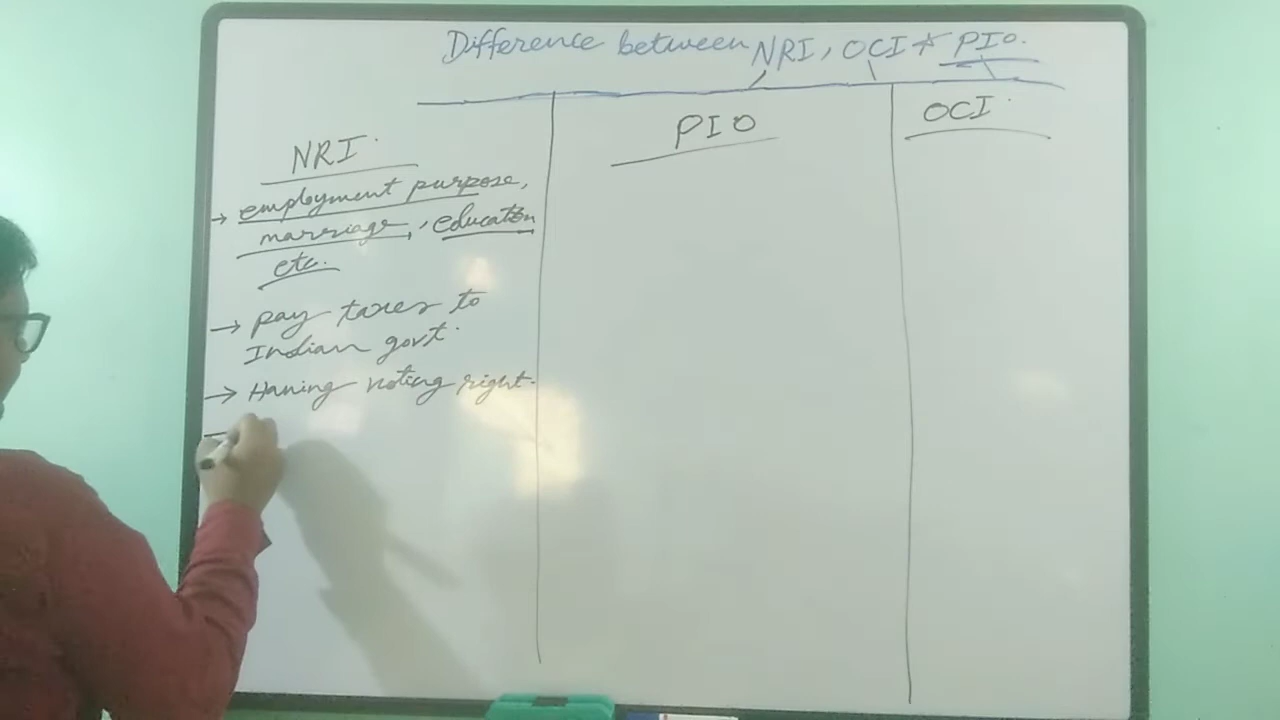 Difference between NRI, OCI & PIO.
NRI.
→ employment purpose,
marriage, education
etc.
→ pay taxes to
Indian govt.
→ Having voting right.
PIO
OCI